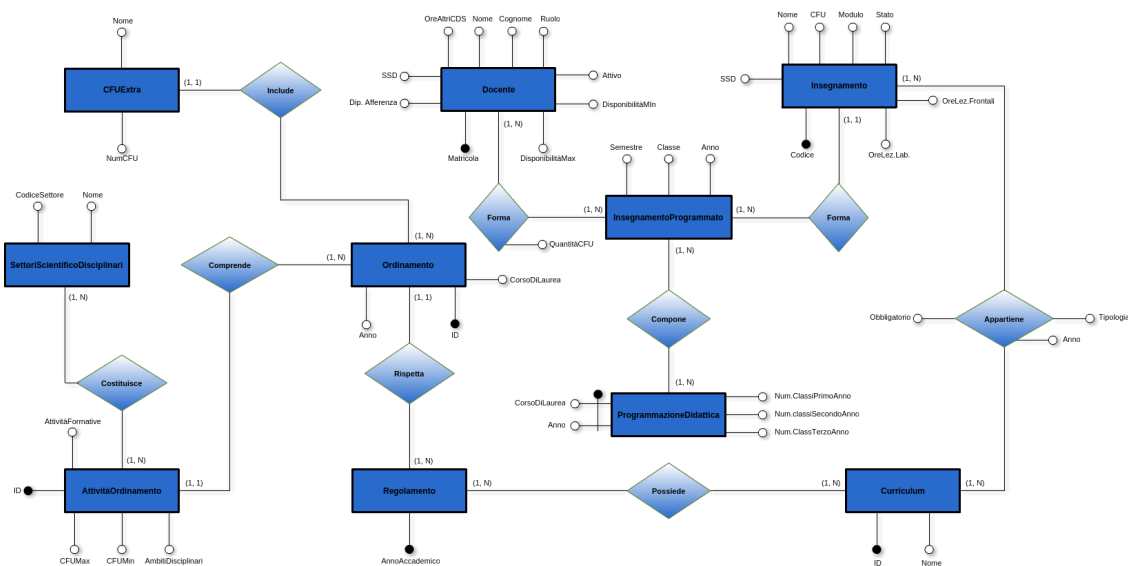 Nome
CFUExtra
(1, 1)
NumCFU
Include
OreAltriCDS
Nome
Cognome
Ruolo
SSD
Docente
Attivo
Dip. Afferenza
DisponibilitàMIn
(1, N)
Matricola
DisponibilitàMax
Nome
CFU
Modulo
Stato
SSD
Insegnamento
(1, N)
OreLez.Frontali
(1, 1)
Codice
OreLez.Lab.
CodiceSettore
Nome
SettoriScientificoDisciplinari
(1, N)
Comprende
(1, N)
(1, N)
Ordinamento
CorsoDiLaurea
(1, 1)
Anno
ID
Forma
QuantitàCFU
Semestre
Classe
Anno
(1, N)
InsegnamentoProgrammato
(1, N)
(1, N)
Forma
Compone
Obbligatorio
Appartiene
Tipologia
Anno
Costituisce
Rispetta
(1, N)
CorsoDiLaurea
Anno
ProgrammazioneDidattica
Num.ClassiPrimoAnno
Num.classiSecondoAnno
Num.ClassTerzoAnno
AttivitàFormative
(1, N)
ID
AttivitàOrdinamento
(1, 1)
CFUMax
CFUMin
AmbitiDisciplinari
(1, N)
Regolamento
(1, N)
AnnoAccademico
Possiede
(1, N)
Curriculum
(1, N)
ID
Nome